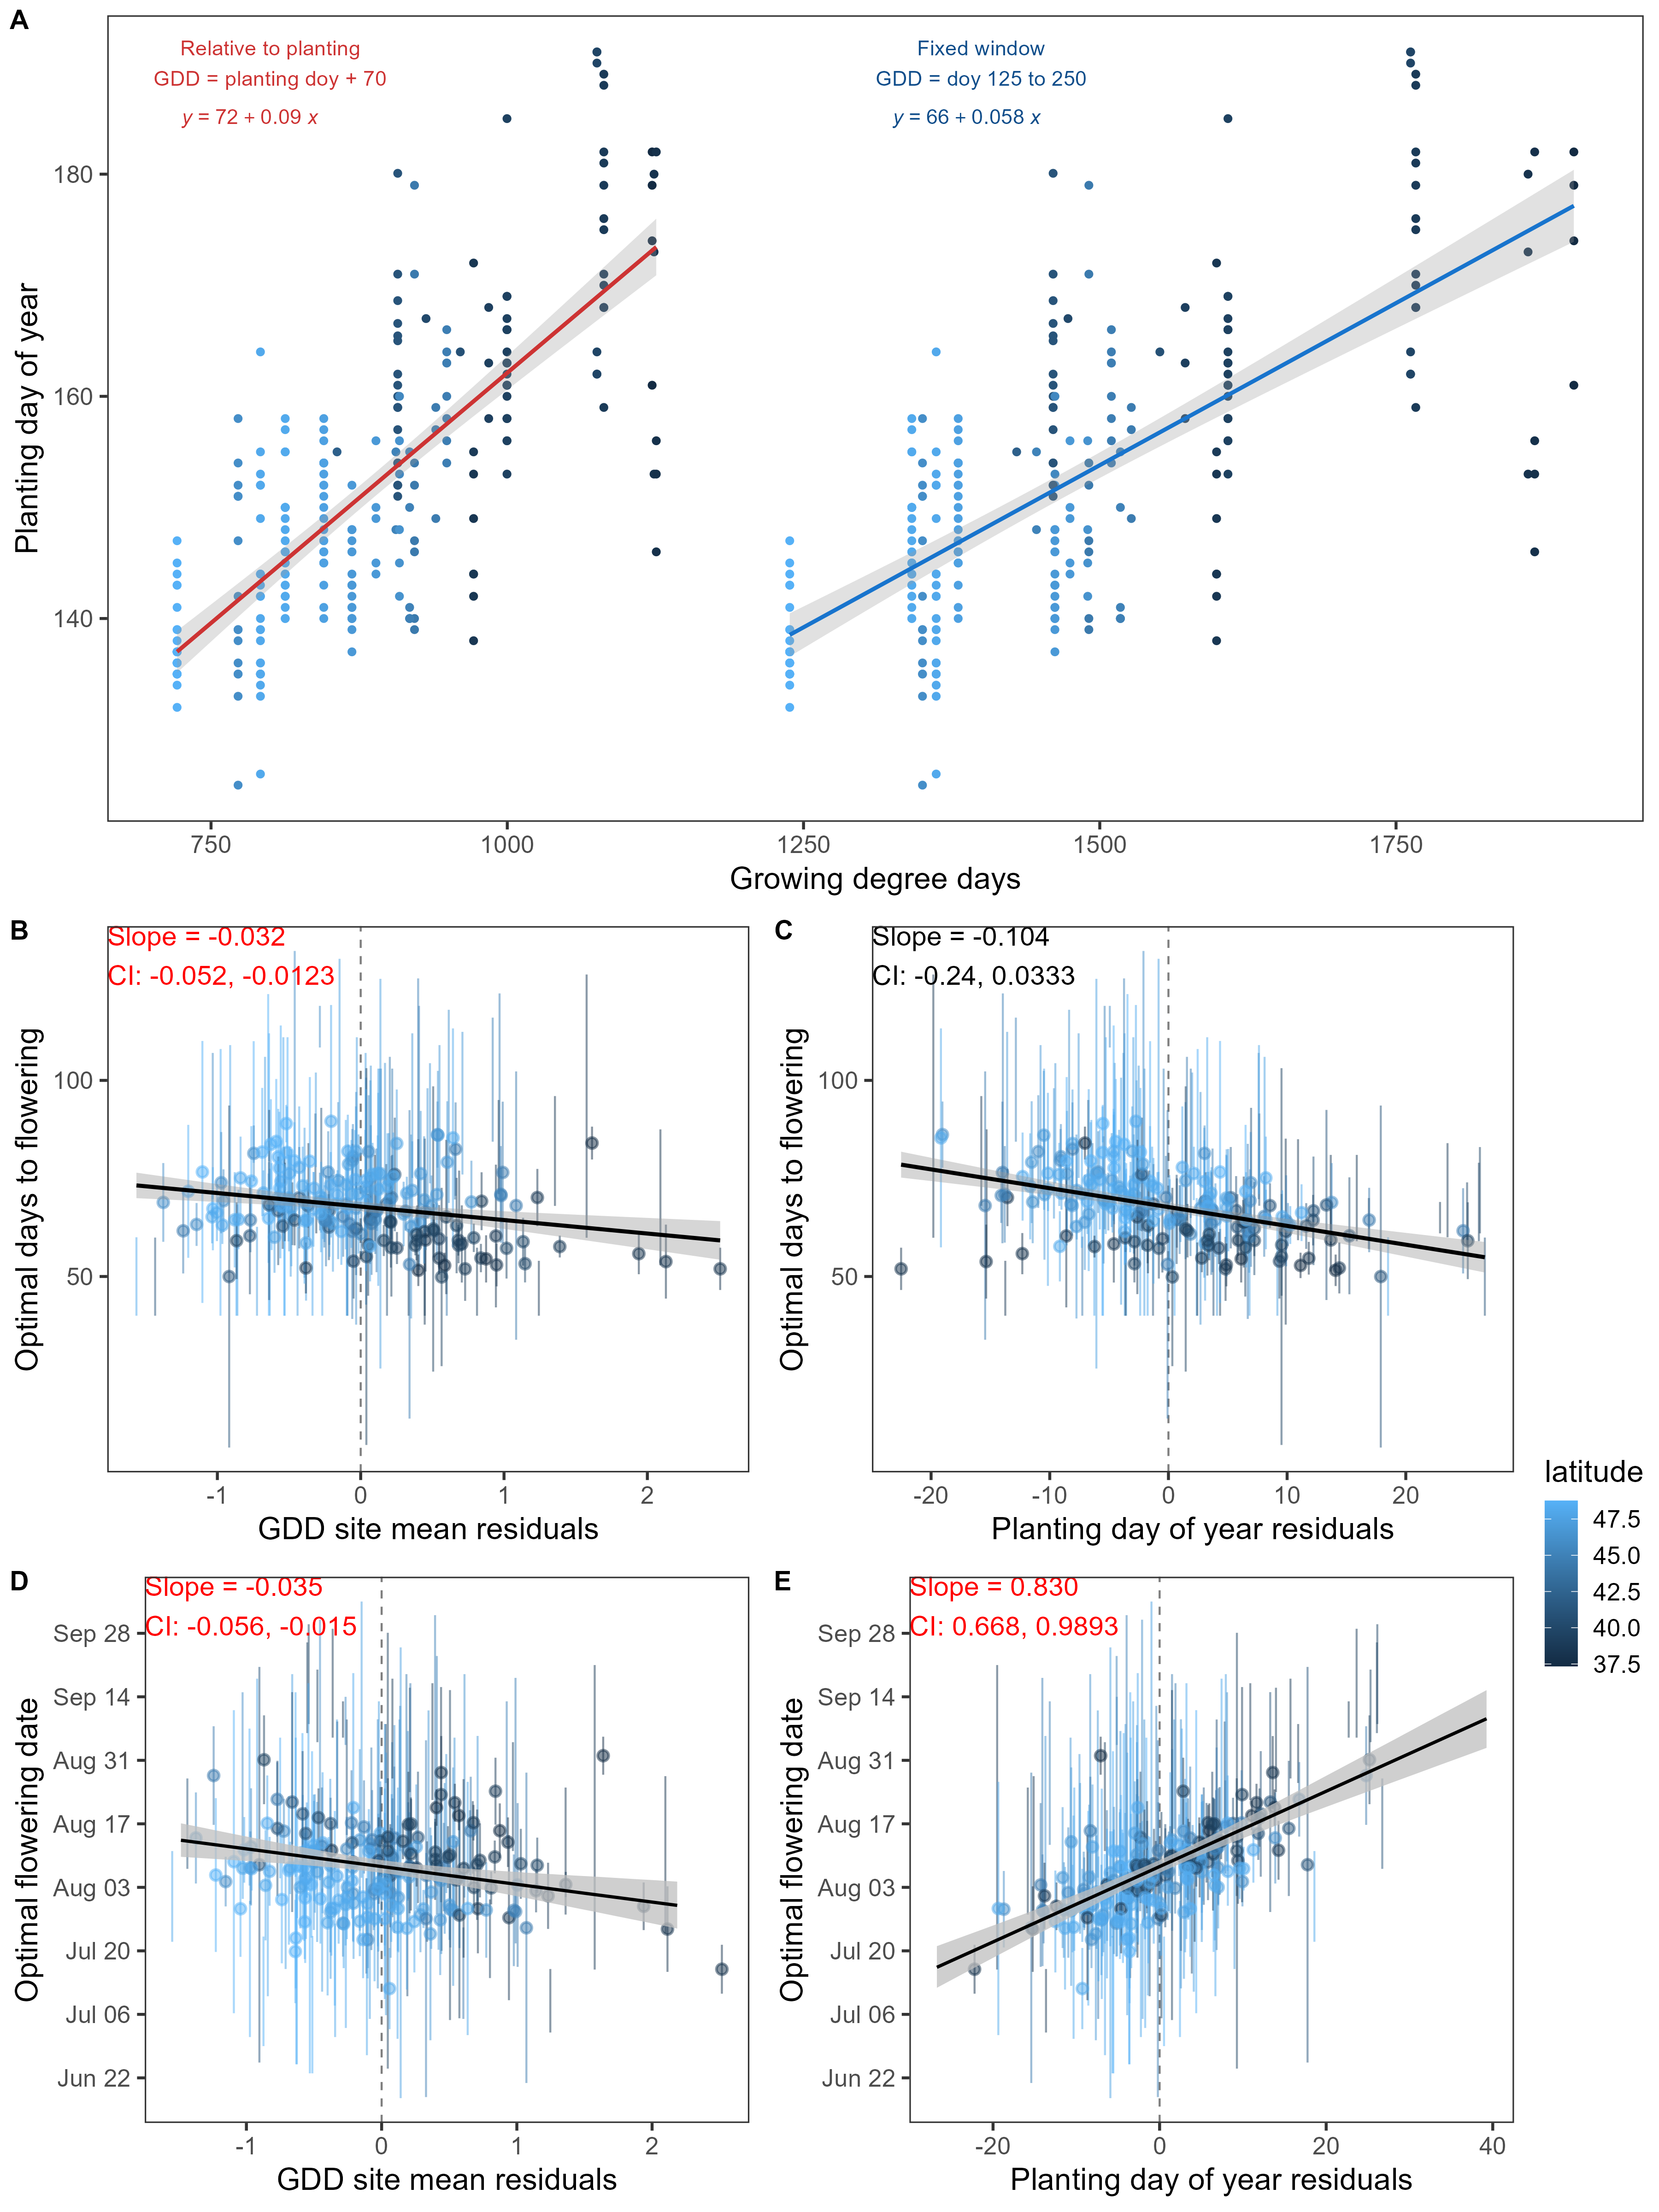 A
Relative to planting
GDD = planting doy + 70
y = 72 + 0.09 x
Fixed window
GDD = doy 125 to 250
y = 66 + 0.058 x
Planting day of year
180
160
140
750
1000
1250
1500
1750
Growing degree days
B
Slope = -0.032
CI: -0.052, -0.0123
Optimal days to flowering
100
50
-1
0
1
2
GDD site mean residuals
C
Slope = -0.104
CI: -0.24, 0.0333
Optimal days to flowering
100
50
-20
-10
0
10
20
Planting day of year residuals
latitude
47.5
45.0
42.5
40.0
37.5
D
Slope = -0.035
CI: -0.056, -0.015
Optimal flowering date
Sep 28
Sep 14
Aug 31
Aug 17
Aug 03
Jul 20
Jul 06
Jun 22
-1
0
1
2
GDD site mean residuals
E
Slope = 0.830
CI: 0.668, 0.9893
Optimal flowering date
Sep 28
Sep 14
Aug 31
Aug 17
Aug 03
Jul 20
Jul 06
Jun 22
-20
0
20
40
Planting day of year residuals